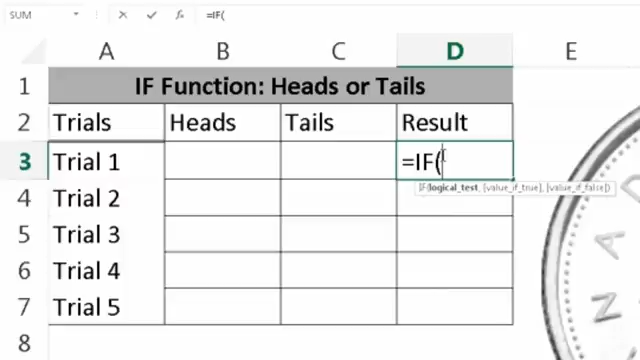 SUM =IF(
A B C D E
1 IF Function: Heads or Tails
2 Trials Heads Tails Result
3 Trial 1 =IF(
IF(logical_test, [value_if_true], [value_if_false])
4 Trial 2
5 Trial 3
6 Trial 4
7 Trial 5
8
N A D